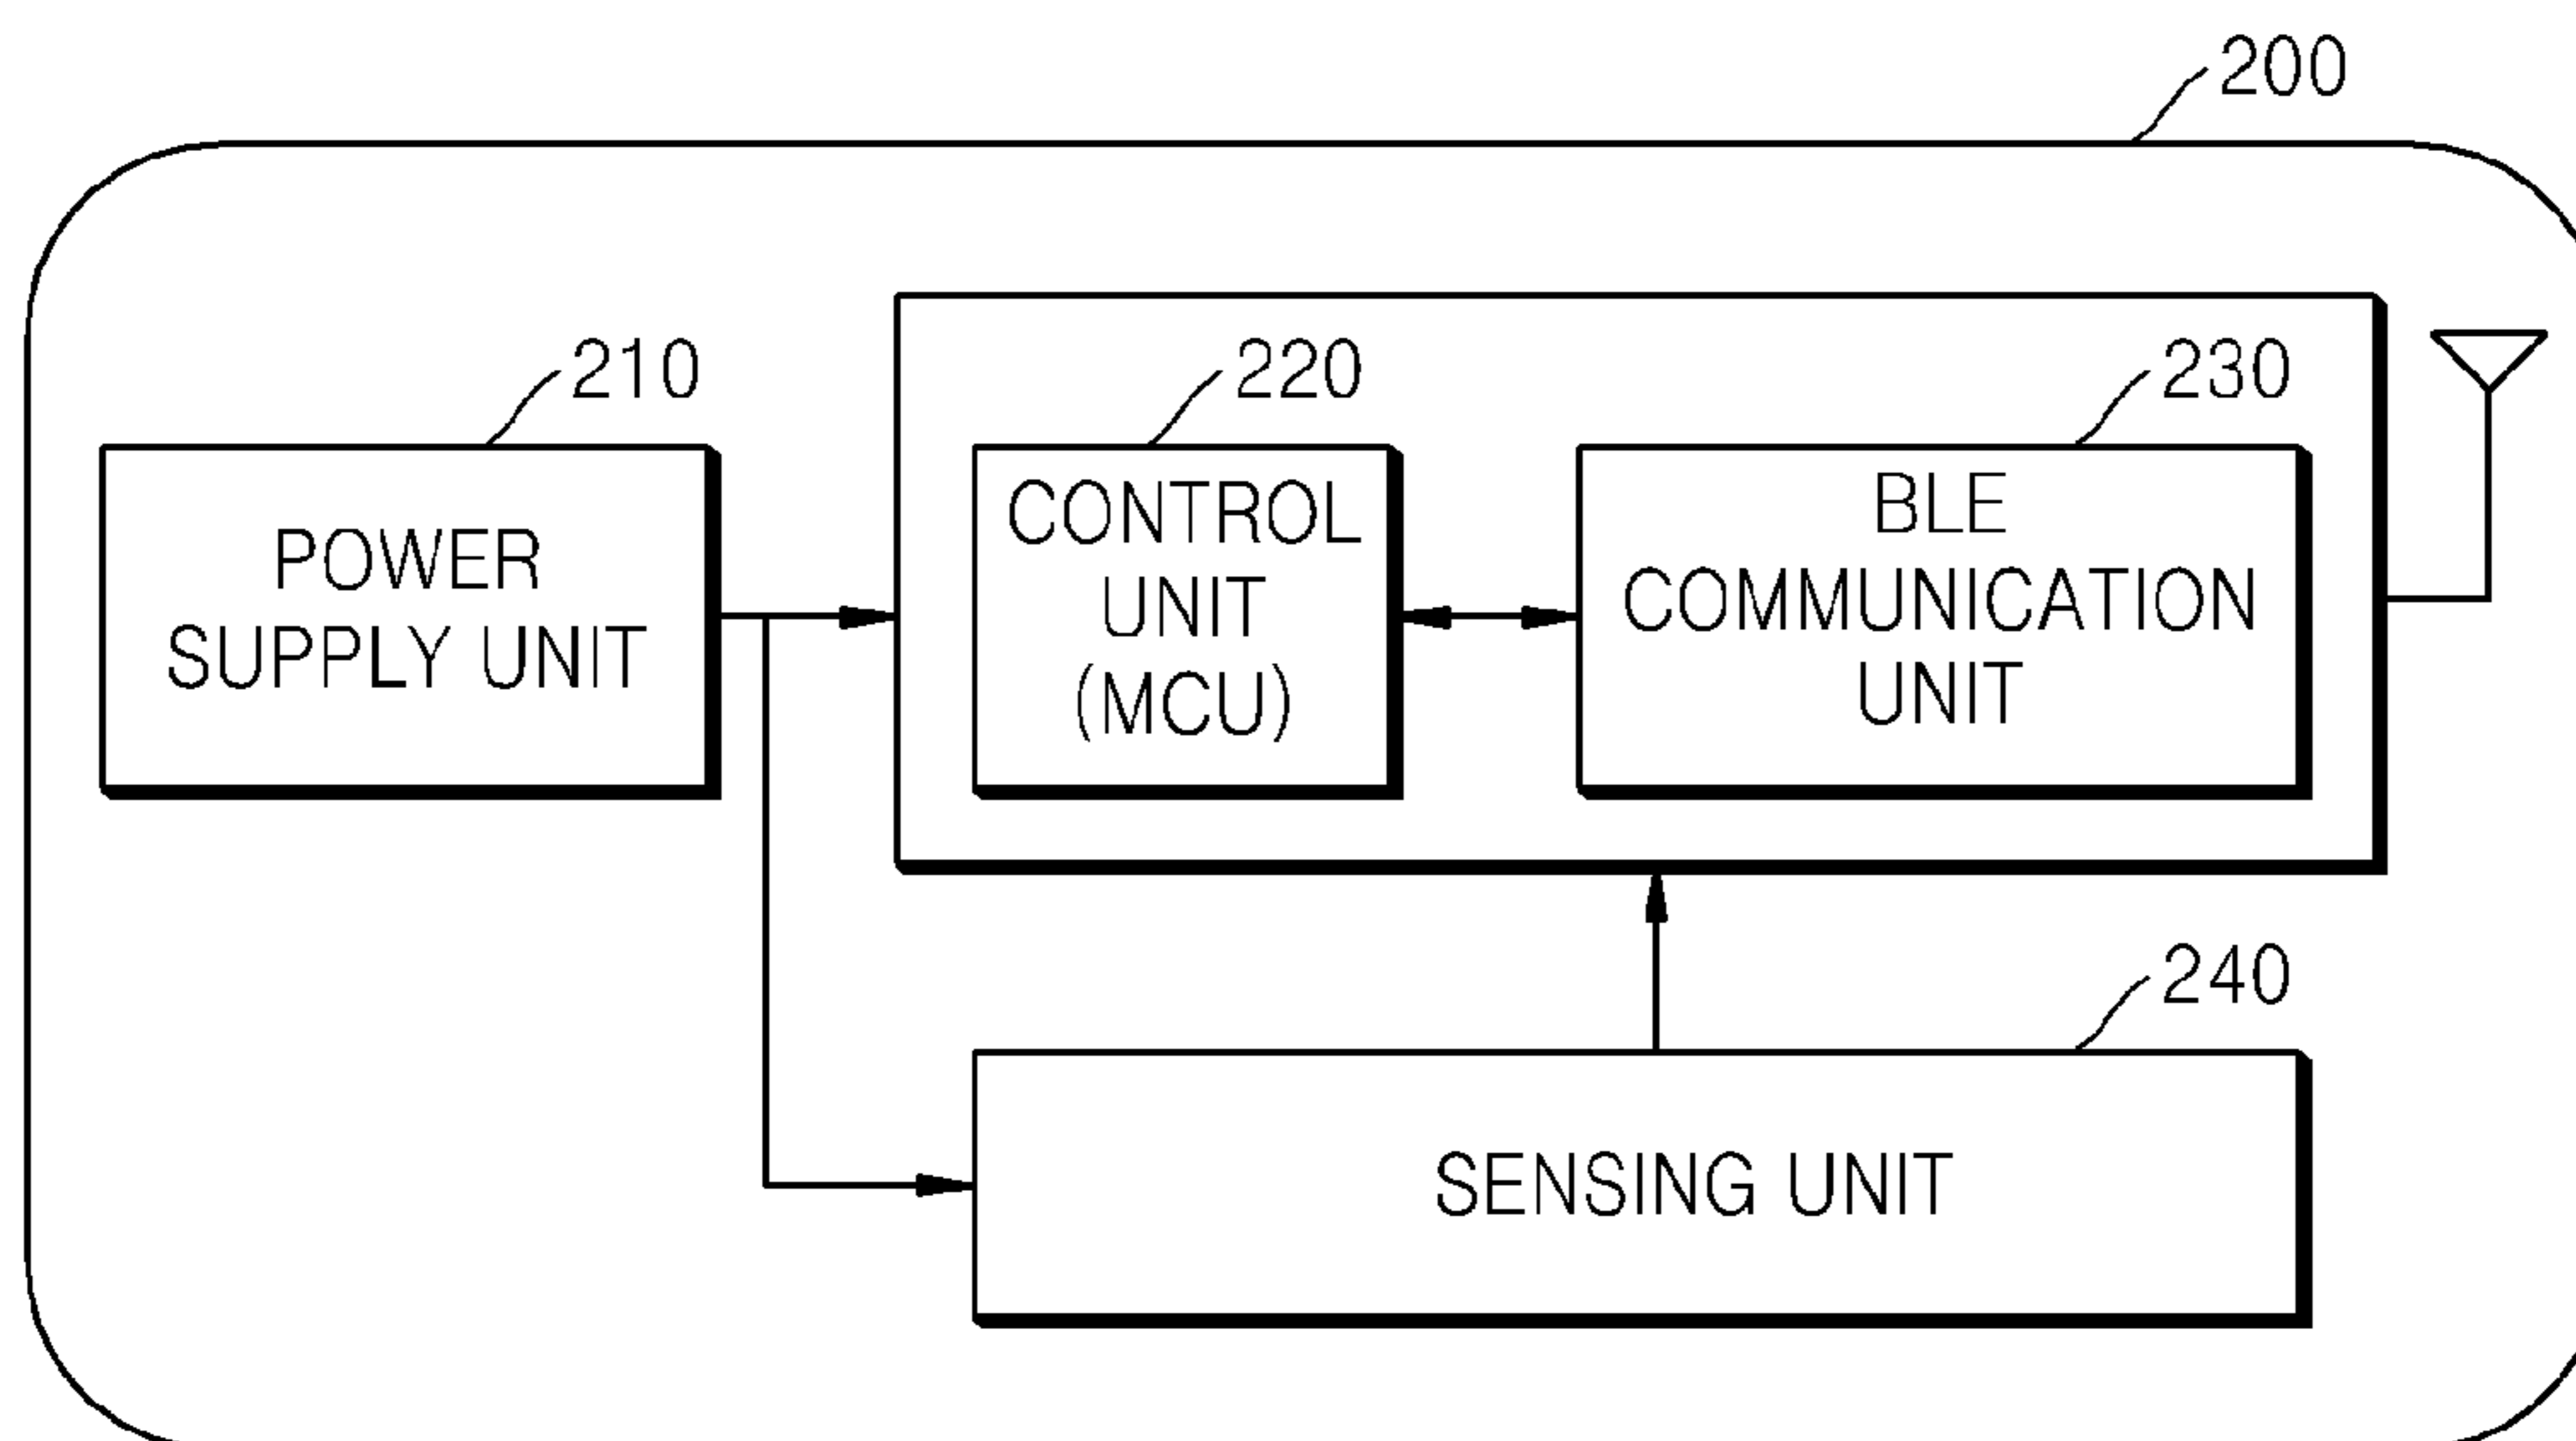 200
210
220
230
POWER
SUPPLY UNIT
CONTROL
UNIT
(MCU)
BLE
COMMUNICATION
UNIT
240
SENSING UNIT